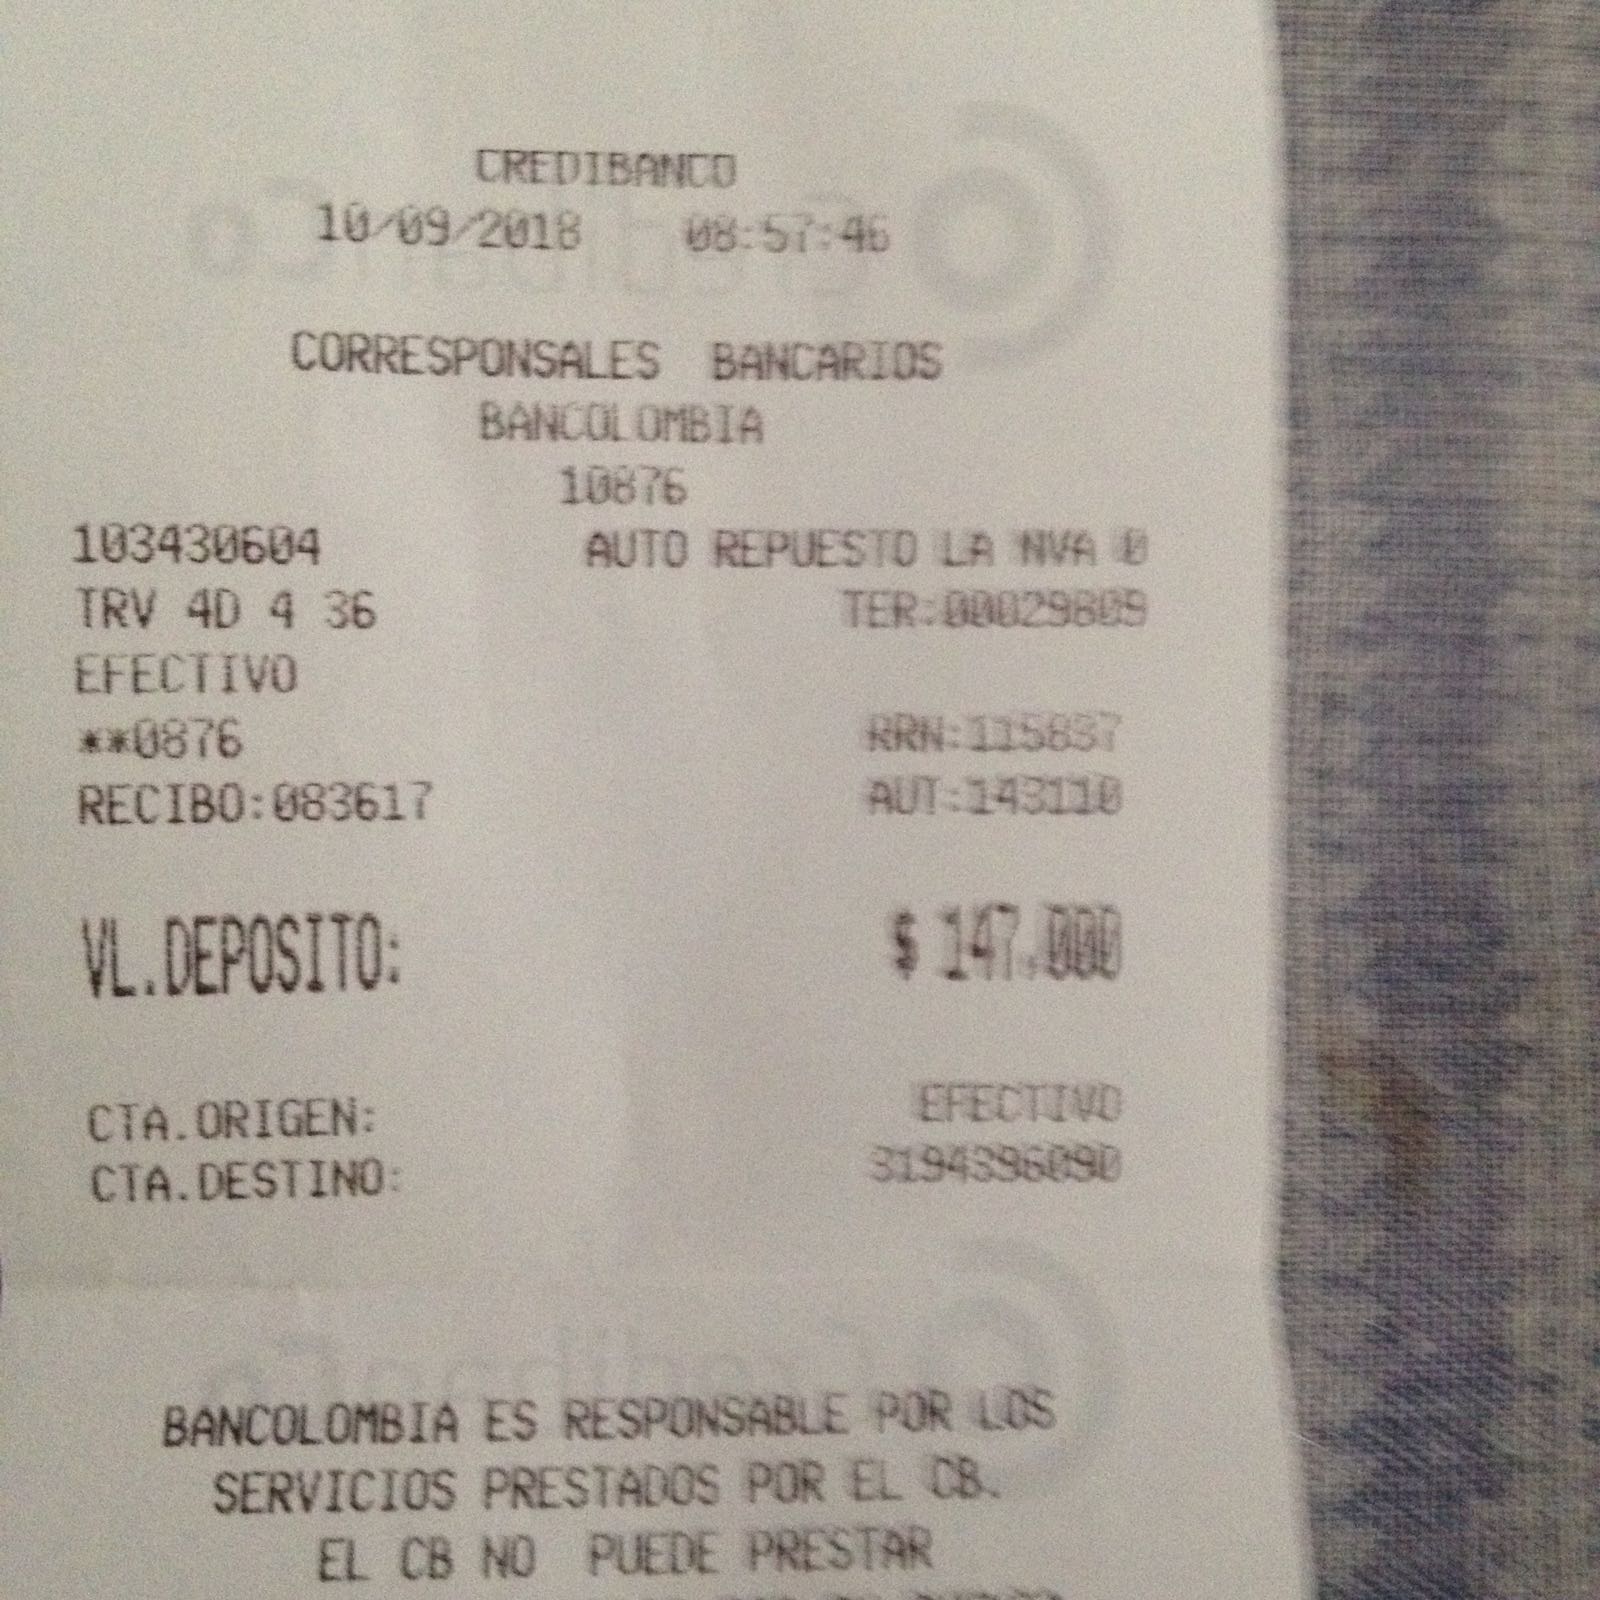 CREDIBANCO
10/09/2018 08:57:46
CORRESPONSALES BANCARIOS
BANCOLOMBIA
10876
103430604 AUTO REPUESTO LA NVA 0
TRV 4D 4 36 TER:00029809
EFECTIVO
**0876 RRN:115837
RECIBO:083617 AUT:143110
VL.DEPOSITO: $ 147.000
CTA.ORIGEN: EFECTIVO
CTA.DESTINO: 3194396090
BANCOLOMBIA ES RESPONSABLE POR LOS
SERVICIOS PRESTADOS POR EL CB.
EL CB NO PUEDE PRESTAR